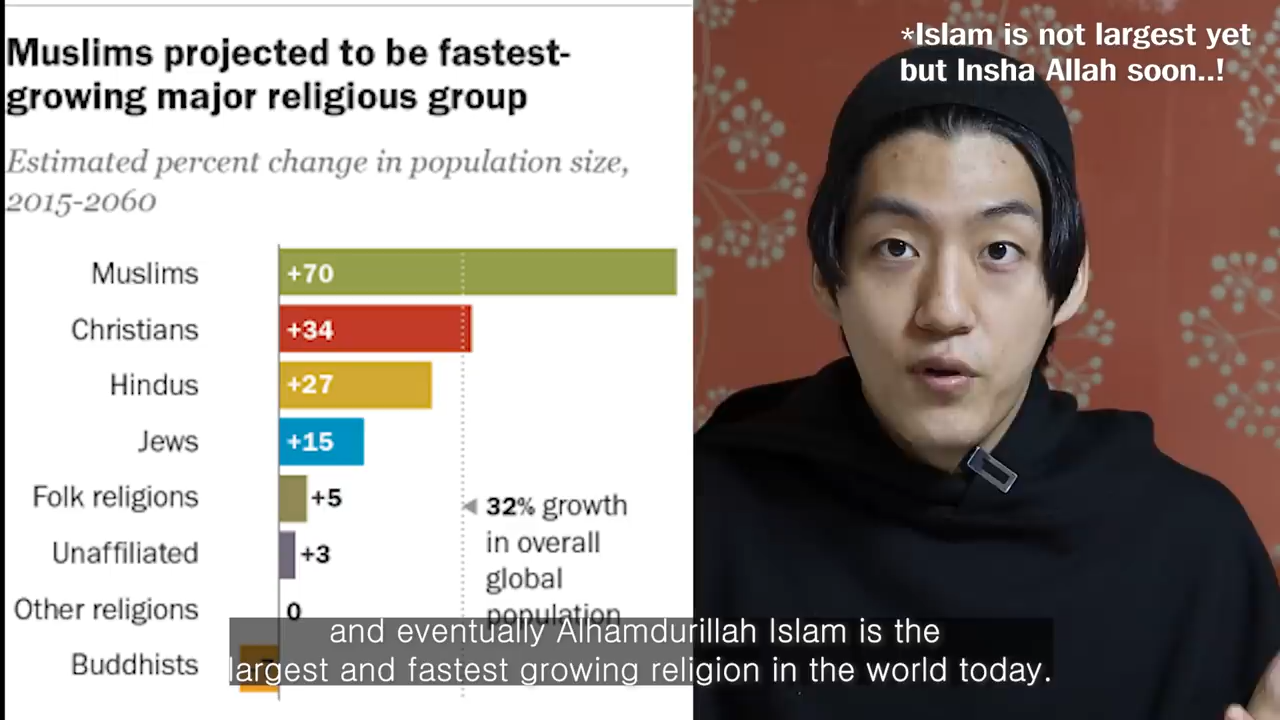 Muslims projected to be fastest-
growing major religious group
Estimated percent change in population size,
2015-2060
Muslims +70
Christians +34
Hindus +27
Jews +15
Folk religions +5
Unaffiliated +3
Other religions 0
Buddhists
32% growth
in overall
global
population
*Islam is not largest yet
but Insha Allah soon..!
and eventually Alhamdurillah Islam is the
largest and fastest growing religion in the world today.